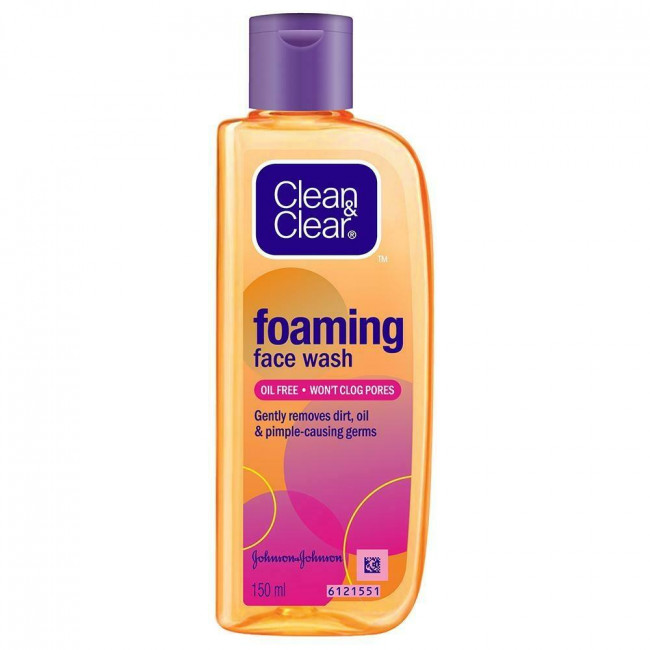 Clean &
Clear®
TM
foaming
face wash
OIL FREE • WON'T CLOG PORES
Gently removes dirt, oil
& pimple-causing germs
Johnson & Johnson
150 ml
6121551